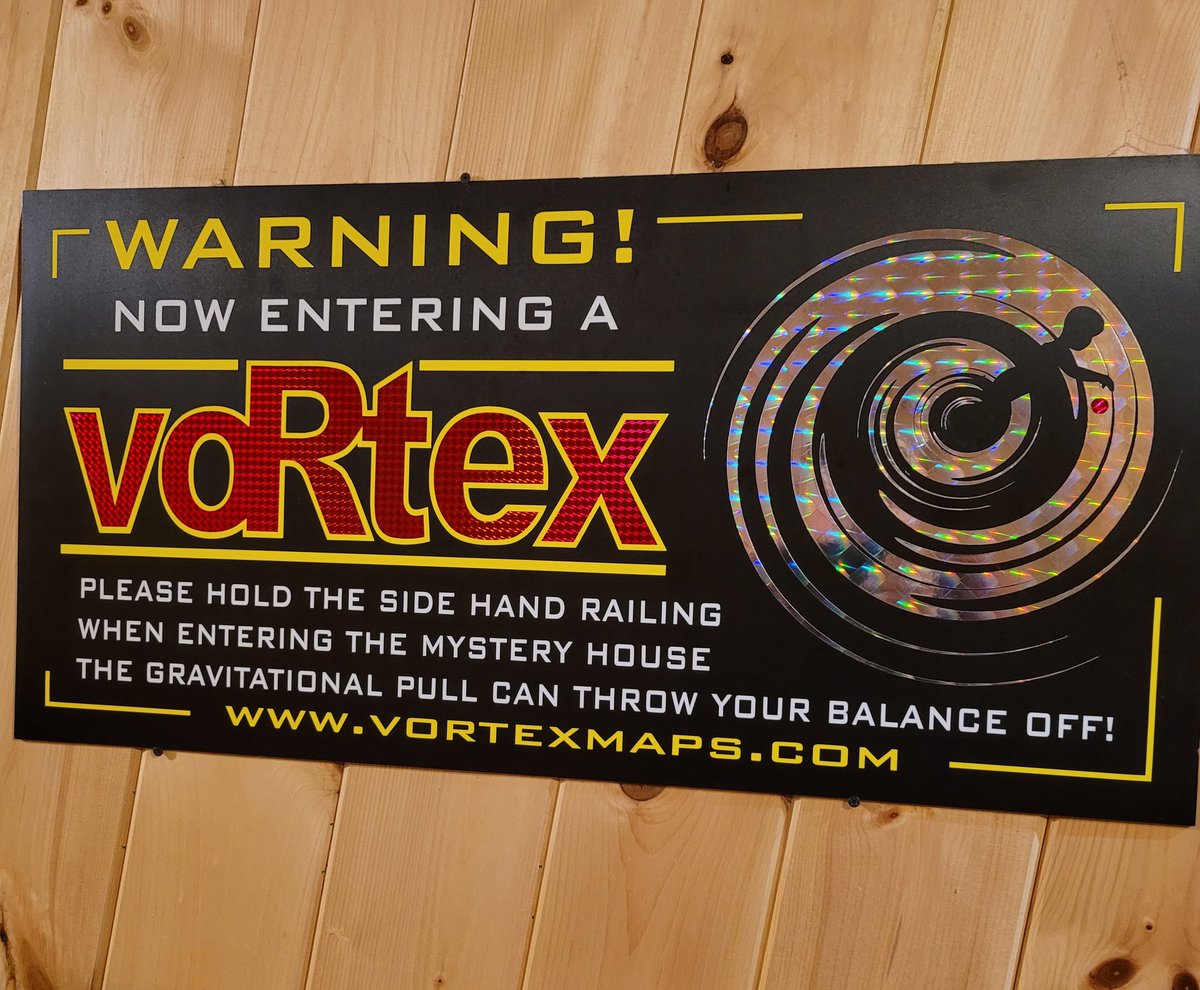 WARNING!
NOW ENTERING A
voRtex
PLEASE HOLD THE SIDE HAND RAILING
WHEN ENTERING THE MYSTERY HOUSE
THE GRAVITATIONAL PULL CAN THROW YOUR BALANCE OFF!
WWW.VORTEXMAPS.COM